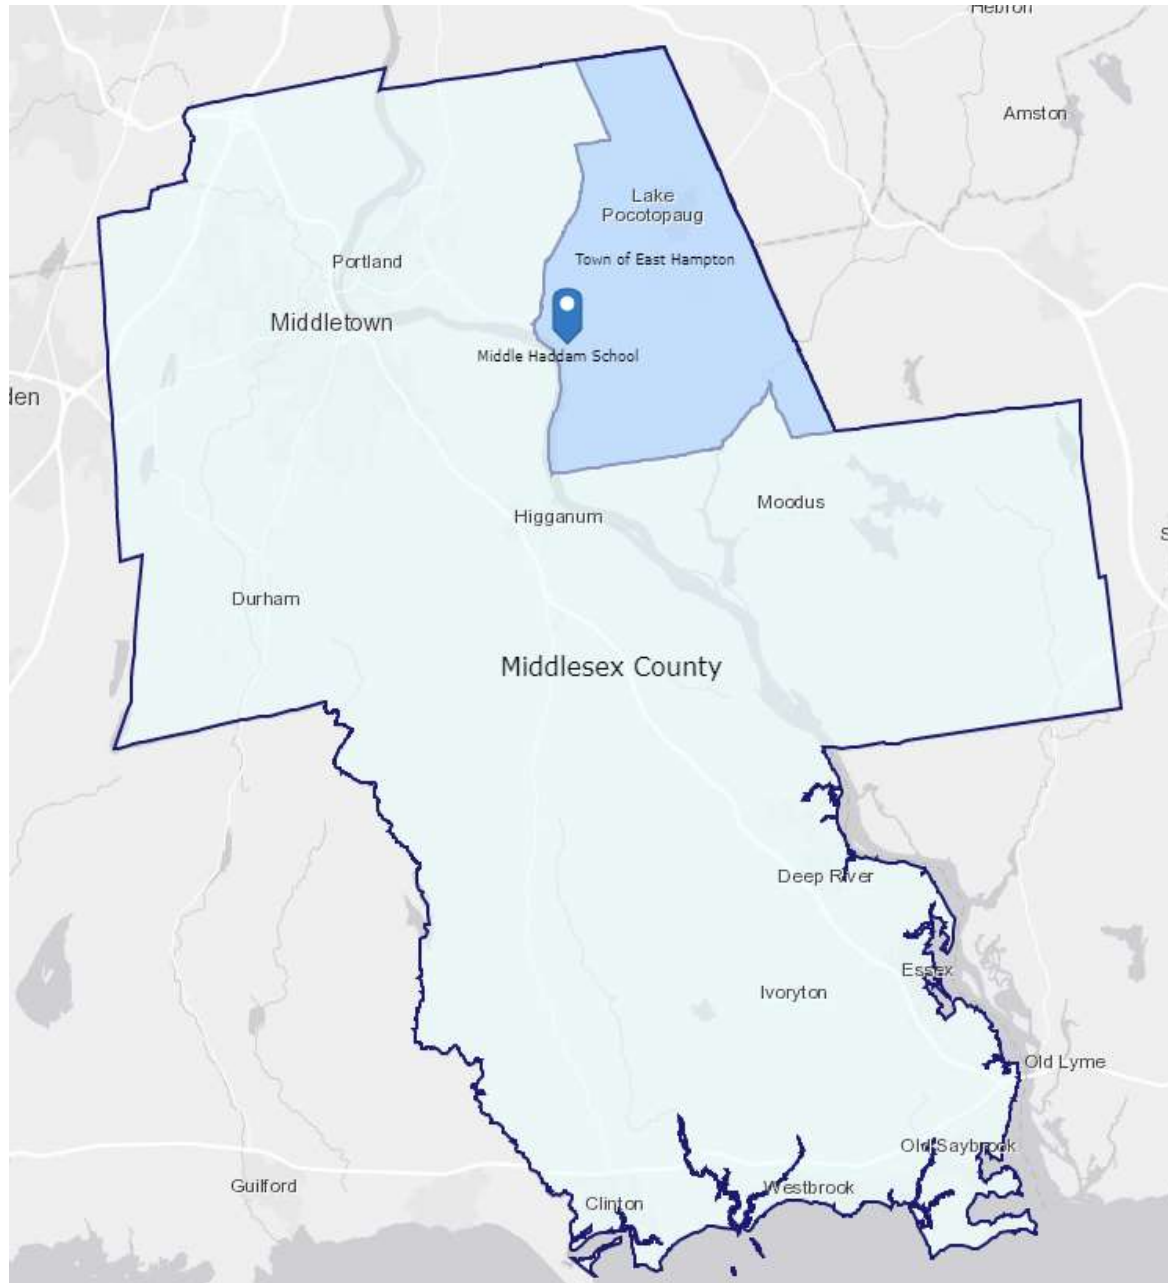 Hebron
Amston
Lake
Pocotopaug
Town of East Hampton
Portland
Middletown
Middle Haddam School
den
Moodus
Higganum
S
Durham
Middlesex County
Deep River
Essex
Ivoryton
Old Lyme
Old Saybrook
Guilford
Westbrook
Clinton